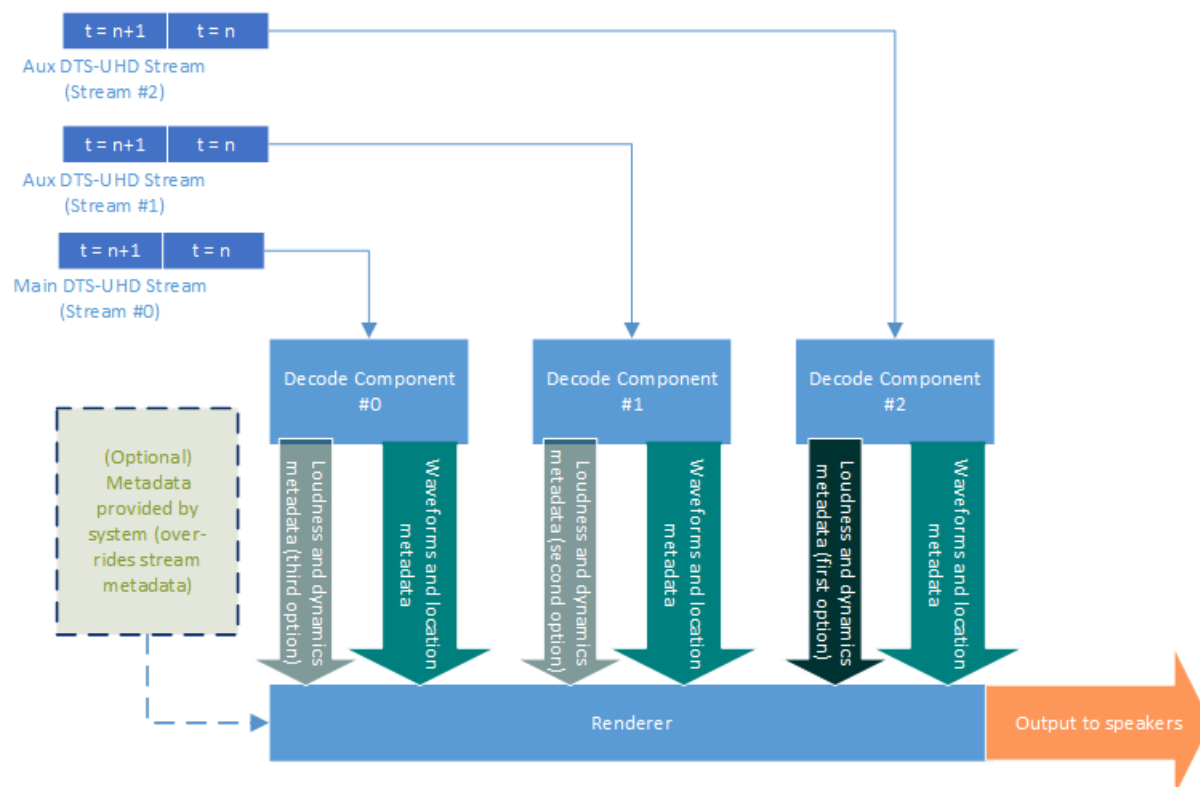 t = n+1 t = n
Aux DTS-UHD Stream
(Stream #2)
t = n+1 t = n
Aux DTS-UHD Stream
(Stream #1)
t = n+1 t = n
Main DTS-UHD Stream
(Stream #0)
Decode Component
#0
Decode Component
#1
Decode Component
#2
(Optional)
Metadata
provided by
system (over-
rides stream
metadata)
Loudness and dynamics
metadata (third option)
Waveforms and location
metadata
Loudness and dynamics
metadata (second option)
Waveforms and location
metadata
Loudness and dynamics
metadata (first option)
Waveforms and location
metadata
Renderer
Output to speakers